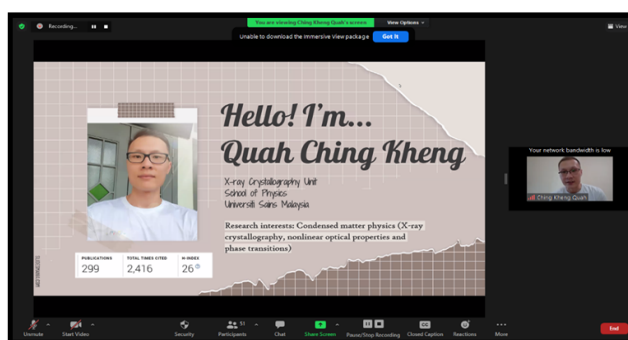 Recording...
You are viewing Ching Kheng Quah's screen
View Options
View
Unable to download the Immersive View package
Got It
Hello! I'm...
Quah Ching Kheng
X-ray Crystallography Unit
School of Physics
Universiti Sains Malaysia
Research interests: Condensed matter physics (X-ray
crystallography, nonlinear optical properties and
phase transitions)
PUBLICATIONS
299
TOTAL TIMES CITED
2,416
H-INDEX
26
Your network bandwidth is low
Ching Kheng Quah
Unmute
Start Video
Security
51
Participants
Chat
Share Screen
Pause/Stop Recording
CC
Closed Caption
Reactions
More
End